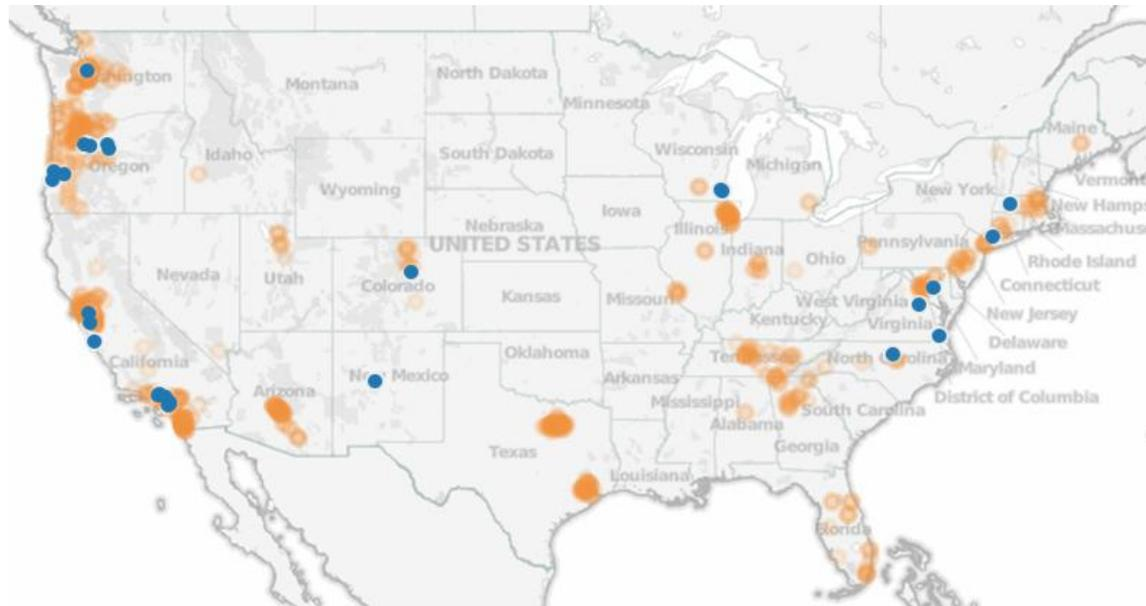 Washington
Montana
North Dakota
Minnesota
Maine
Oregon
Idaho
South Dakota
Wisconsin
Michigan
Vermont
Wyoming
New York
New Hamps
Iowa
Nebraska
Massachus
UNITED STATES
Illinois
Indiana
Ohio
Pennsylvania
Rhode Island
Nevada
Utah
Colorado
Kansas
Missouri
West Virginia
Connecticut
New Jersey
Kentucky
Virginia
Delaware
California
Oklahoma
Tennessee
North Carolina
Maryland
Arizona
New Mexico
Arkansas
District of Columbia
Mississippi
South Carolina
Alabama
Georgia
Texas
Louisiana
Florida